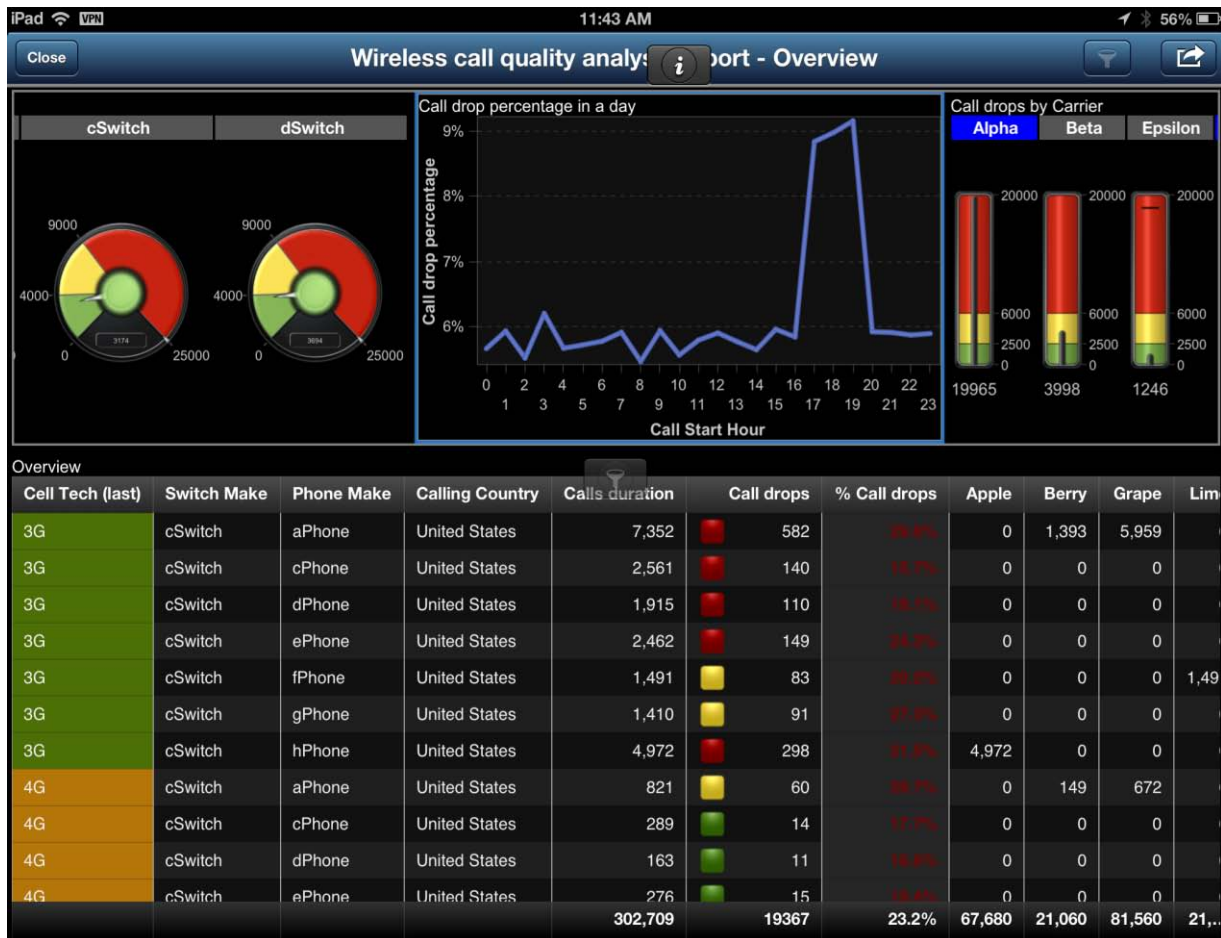 iPad VPN 11:43 AM 56%
Close Wireless call quality analys port - Overview
cSwitch dSwitch
9000
4000
0
25000
3174
9000
4000
0
25000
3694
Call drop percentage in a day
Call drop percentage
9%
8%
7%
6%
0 2 4 6 8 10 12 14 16 18 20 22
1 3 5 7 9 11 13 15 17 19 21 23
Call Start Hour
Call drops by Carrier
Alpha Beta Epsilon
20000 20000 20000
6000 6000 6000
2500 2500 2500
0 0 0
19965 3998 1246
Overview
Cell Tech (last) Switch Make Phone Make Calling Country Calls duration Call drops % Call drops Apple Berry Grape Lim
3G cSwitch aPhone United States 7,352 582 0 1,393 5,959
3G cSwitch cPhone United States 2,561 140 0 0 0
3G cSwitch dPhone United States 1,915 110 0 0 0
3G cSwitch ePhone United States 2,462 149 0 0 0
3G cSwitch fPhone United States 1,491 83 0 0 0 1,49
3G cSwitch gPhone United States 1,410 91 0 0 0
3G cSwitch hPhone United States 4,972 298 4,972 0 0
4G cSwitch aPhone United States 821 60 0 149 672
4G cSwitch cPhone United States 289 14 0 0 0
4G cSwitch dPhone United States 163 11 0 0 0
4G cSwitch ePhone United States 276 15 0 0 0
302,709 19367 23.2% 67,680 21,060 81,560 21,..